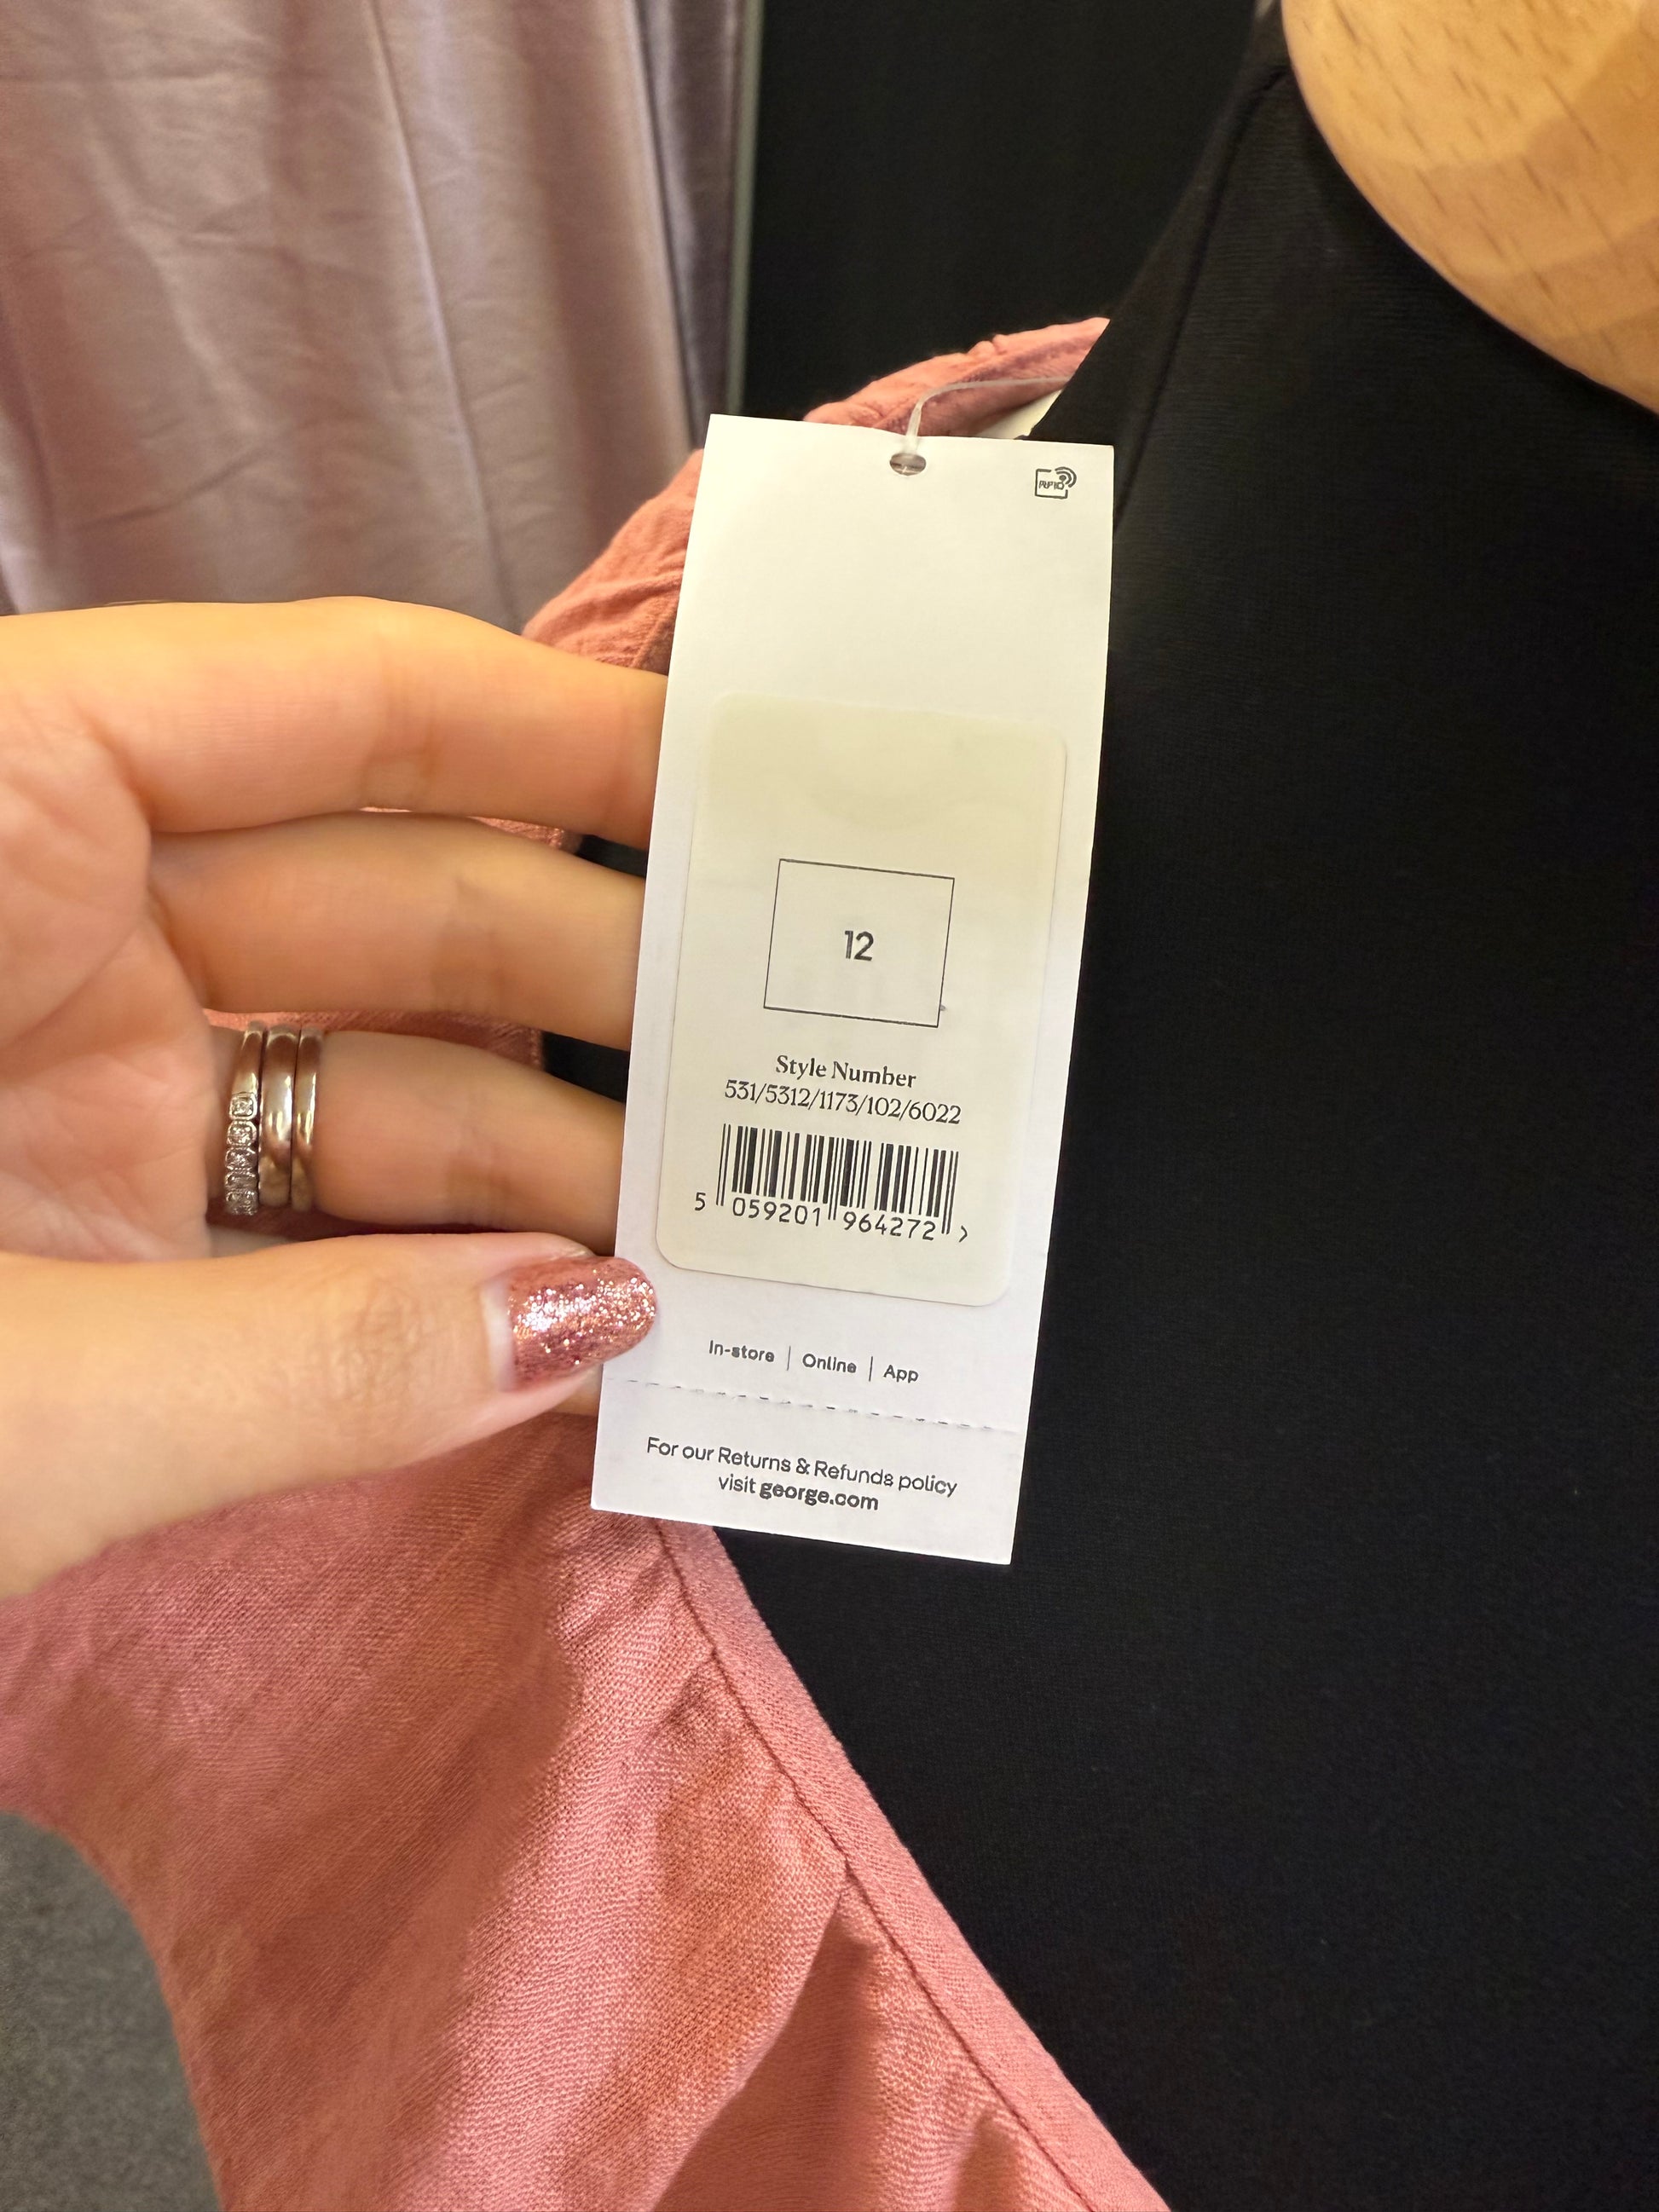 RFID
12
Style Number
531/5312/1173/102/6022
5 059201 964272 >
In-store | Online | App
For our Returns & Refunds policy
visit george.com